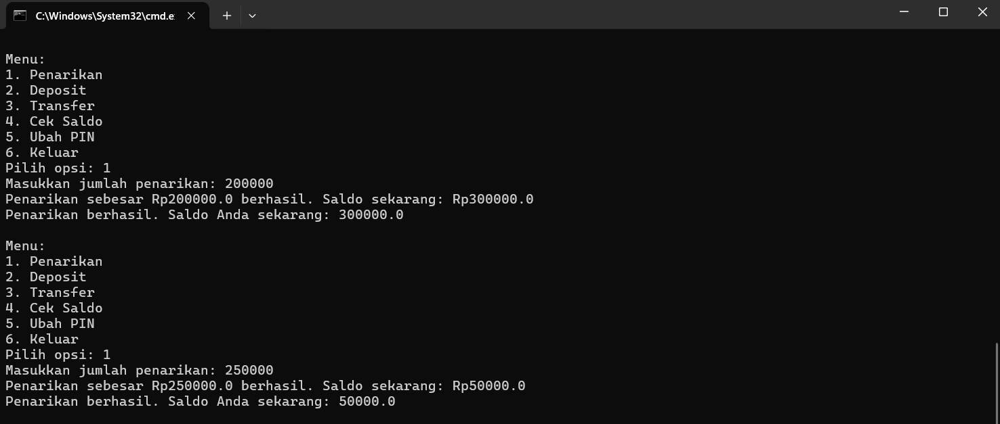 C:\Windows\System32\cmd.e
Menu:
1. Penarikan
2. Deposit
3. Transfer
4. Cek Saldo
5. Ubah PIN
6. Keluar
Pilih opsi: 1
Masukkan jumlah penarikan: 200000
Penarikan sebesar Rp200000.0 berhasil. Saldo sekarang: Rp300000.0
Penarikan berhasil. Saldo Anda sekarang: 300000.0
Menu:
1. Penarikan
2. Deposit
3. Transfer
4. Cek Saldo
5. Ubah PIN
6. Keluar
Pilih opsi: 1
Masukkan jumlah penarikan: 250000
Penarikan sebesar Rp250000.0 berhasil. Saldo sekarang: Rp50000.0
Penarikan berhasil. Saldo Anda sekarang: 50000.0